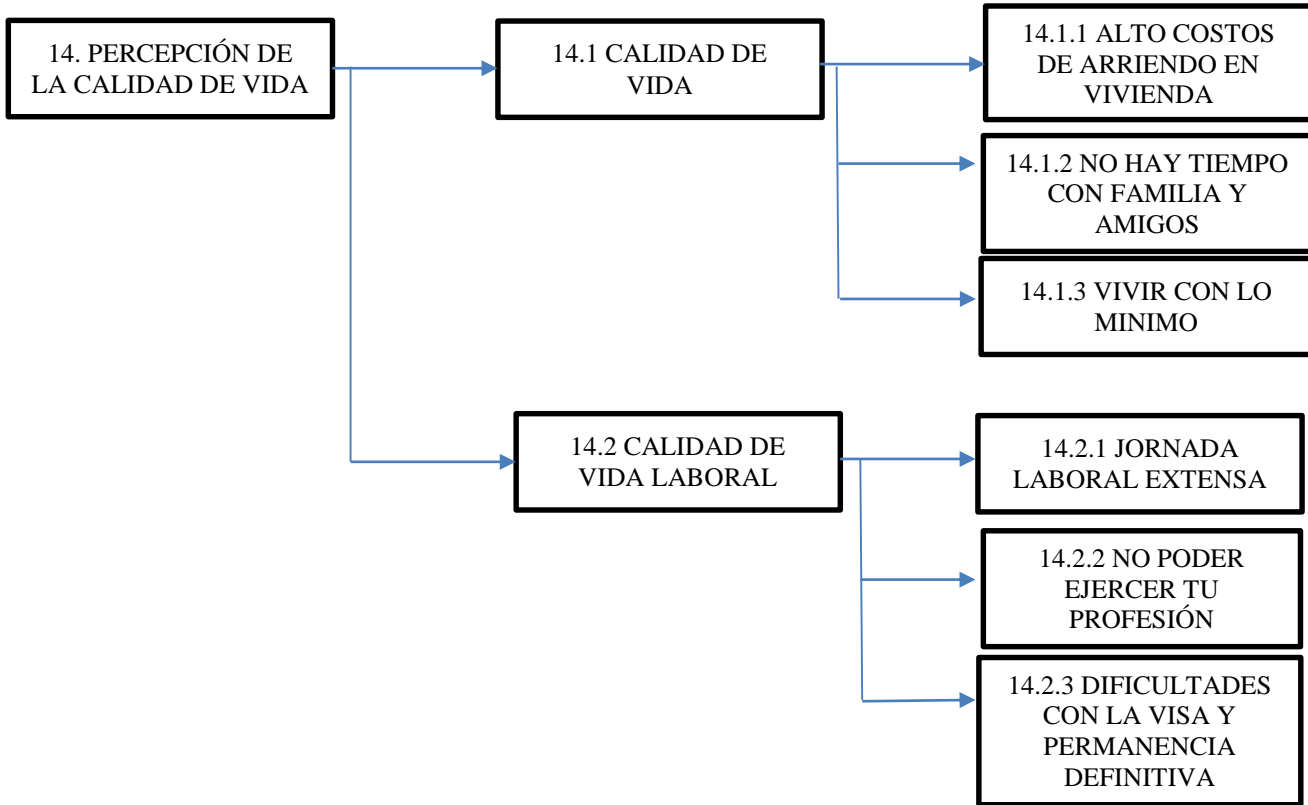 14. PERCEPCIÓN DE
LA CALIDAD DE VIDA
14.1 CALIDAD DE
VIDA
14.1.1 ALTO COSTOS
DE ARRIENDO EN
VIVIENDA
14.1.2 NO HAY TIEMPO
CON FAMILIA Y
AMIGOS
14.1.3 VIVIR CON LO
MINIMO
14.2 CALIDAD DE
VIDA LABORAL
14.2.1 JORNADA
LABORAL EXTENSA
14.2.2 NO PODER
EJERCER TU
PROFESIÓN
14.2.3 DIFICULTADES
CON LA VISA Y
PERMANENCIA
DEFINITIVA